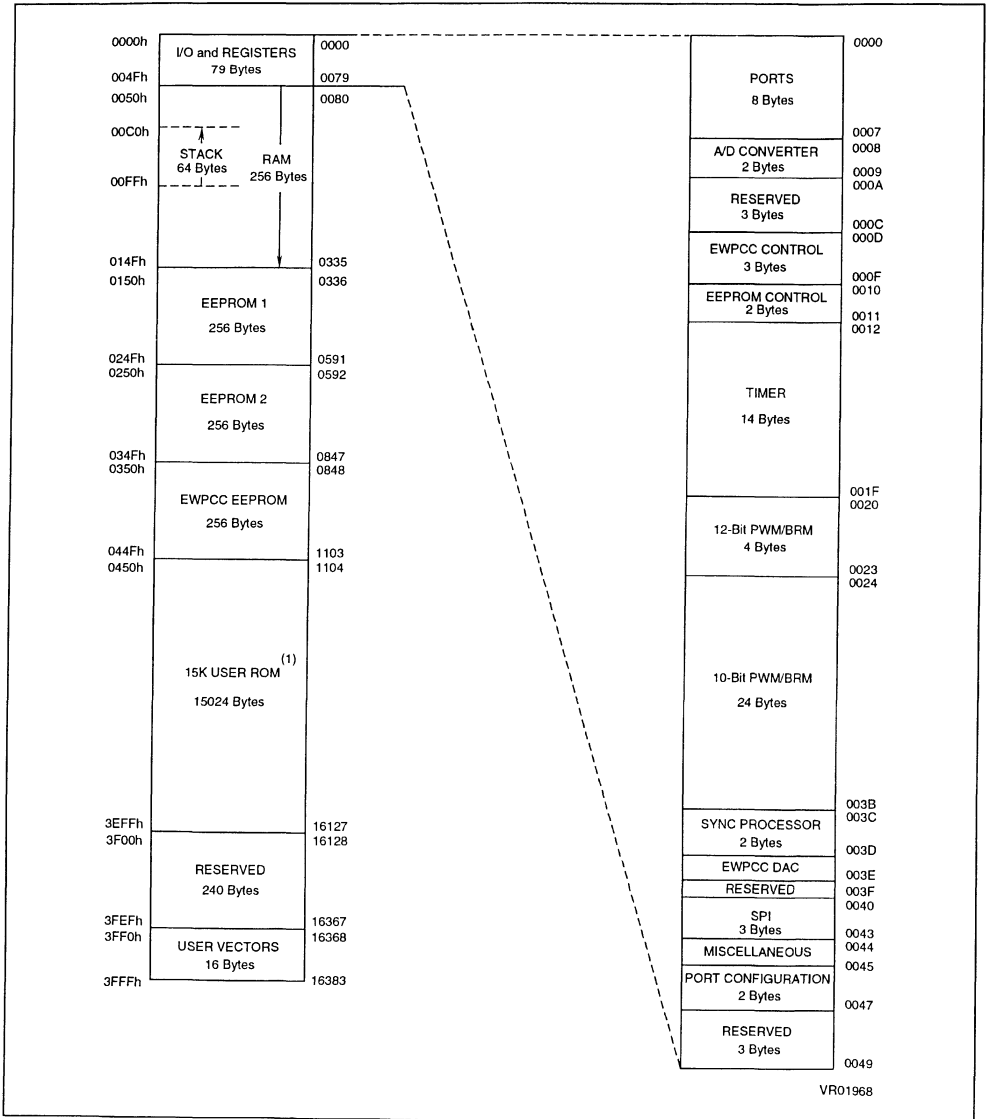 0000h
I/O and REGISTERS
79 Bytes
0000
004Fh
0079
0050h
0080
00C0h
STACK
64 Bytes
RAM
256 Bytes
00FFh
014Fh
0335
0150h
0336
EEPROM 1
256 Bytes
024Fh
0591
0250h
0592
EEPROM 2
256 Bytes
034Fh
0847
0350h
0848
EWPCC EEPROM
256 Bytes
044Fh
1103
0450h
1104
15K USER ROM (1)
15024 Bytes
3EFFh
16127
3F00h
16128
RESERVED
240 Bytes
3FEFh
16367
3FF0h
16368
USER VECTORS
16 Bytes
3FFFh
16383
0000
PORTS
8 Bytes
0007
0008
A/D CONVERTER
2 Bytes
0009
000A
RESERVED
3 Bytes
000C
000D
EWPCC CONTROL
3 Bytes
000F
0010
EEPROM CONTROL
2 Bytes
0011
0012
TIMER
14 Bytes
001F
0020
12-Bit PWM/BRM
4 Bytes
0023
0024
10-Bit PWM/BRM
24 Bytes
003B
003C
SYNC PROCESSOR
2 Bytes
003D
EWPCC DAC
003E
RESERVED
003F
0040
SPI
3 Bytes
0043
MISCELLANEOUS
0044
0045
PORT CONFIGURATION
2 Bytes
0047
RESERVED
3 Bytes
0049
VR01968